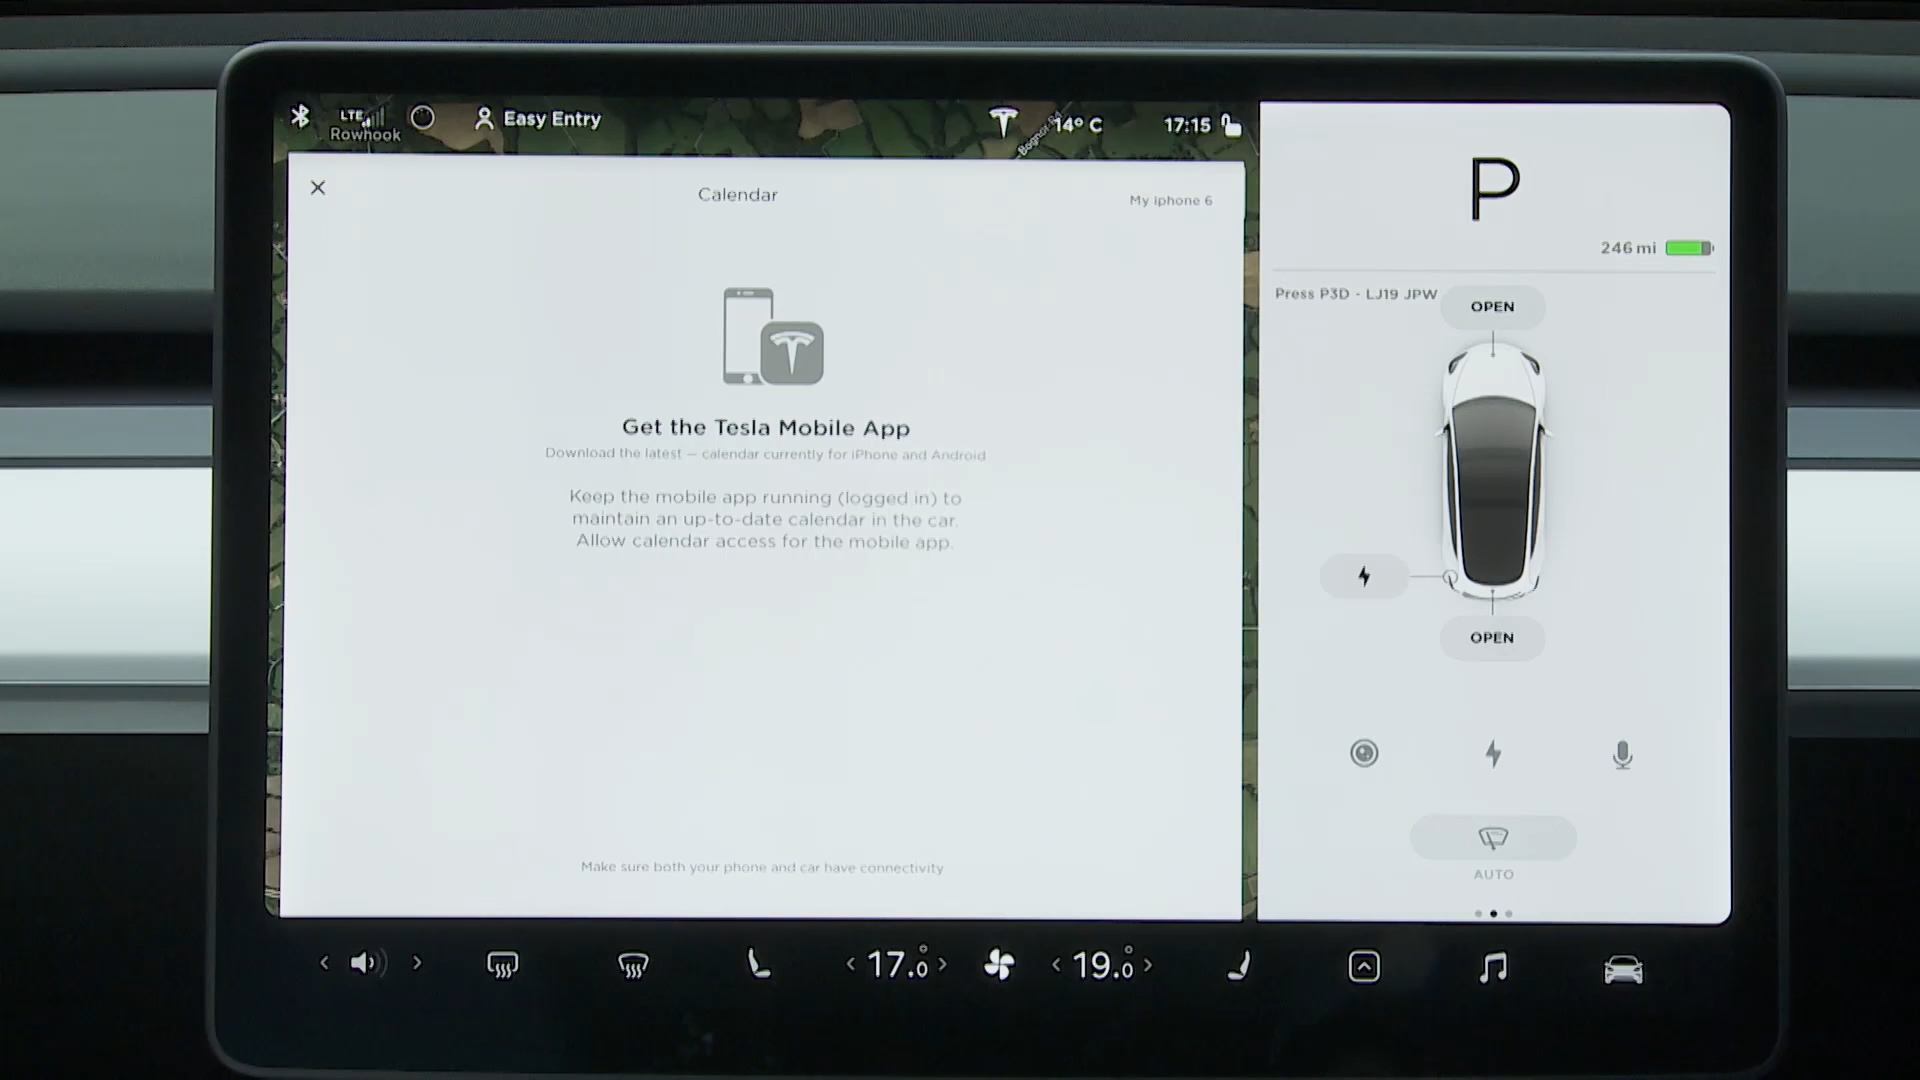 LTE
Rowhook
Easy Entry
Bognor Rd
14° C
17:15
Calendar
My iphone 6
Get the Tesla Mobile App
Download the latest — calendar currently for iPhone and Android
Keep the mobile app running (logged in) to
maintain an up-to-date calendar in the car.
Allow calendar access for the mobile app.
Make sure both your phone and car have connectivity
P
246 mi
Press P3D - LJ19 JPW
OPEN
OPEN
AUTO
17.0°
19.0°